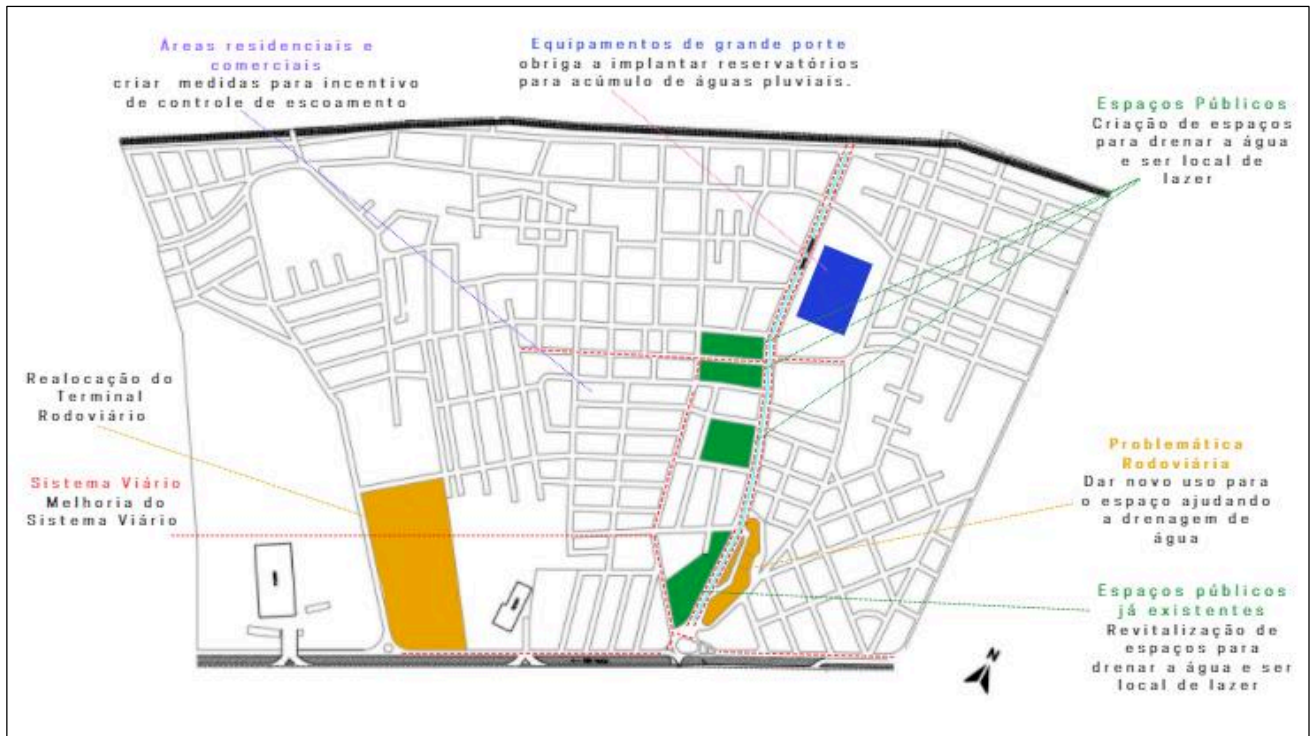 Áreas residenciais e
comerciais
criar medidas para incentivo
de controle de escoamento
Equipamentos de grande porte
obriga a implantar reservatórios
para acúmulo de águas pluviais.
Espaços Públicos
Criação de espaços
para drenar a água
e ser local de
lazer
Realocação do
Terminal
Rodoviário
Sistema Viário
Melhoria do
Sistema Viário
Problemática
Rodoviária
Dar novo uso para
o espaço ajudando
a drenagem de
água
Espaços públicos
já existentes
Revitalização de
espaços para
drenar a água e ser
local de lazer
N